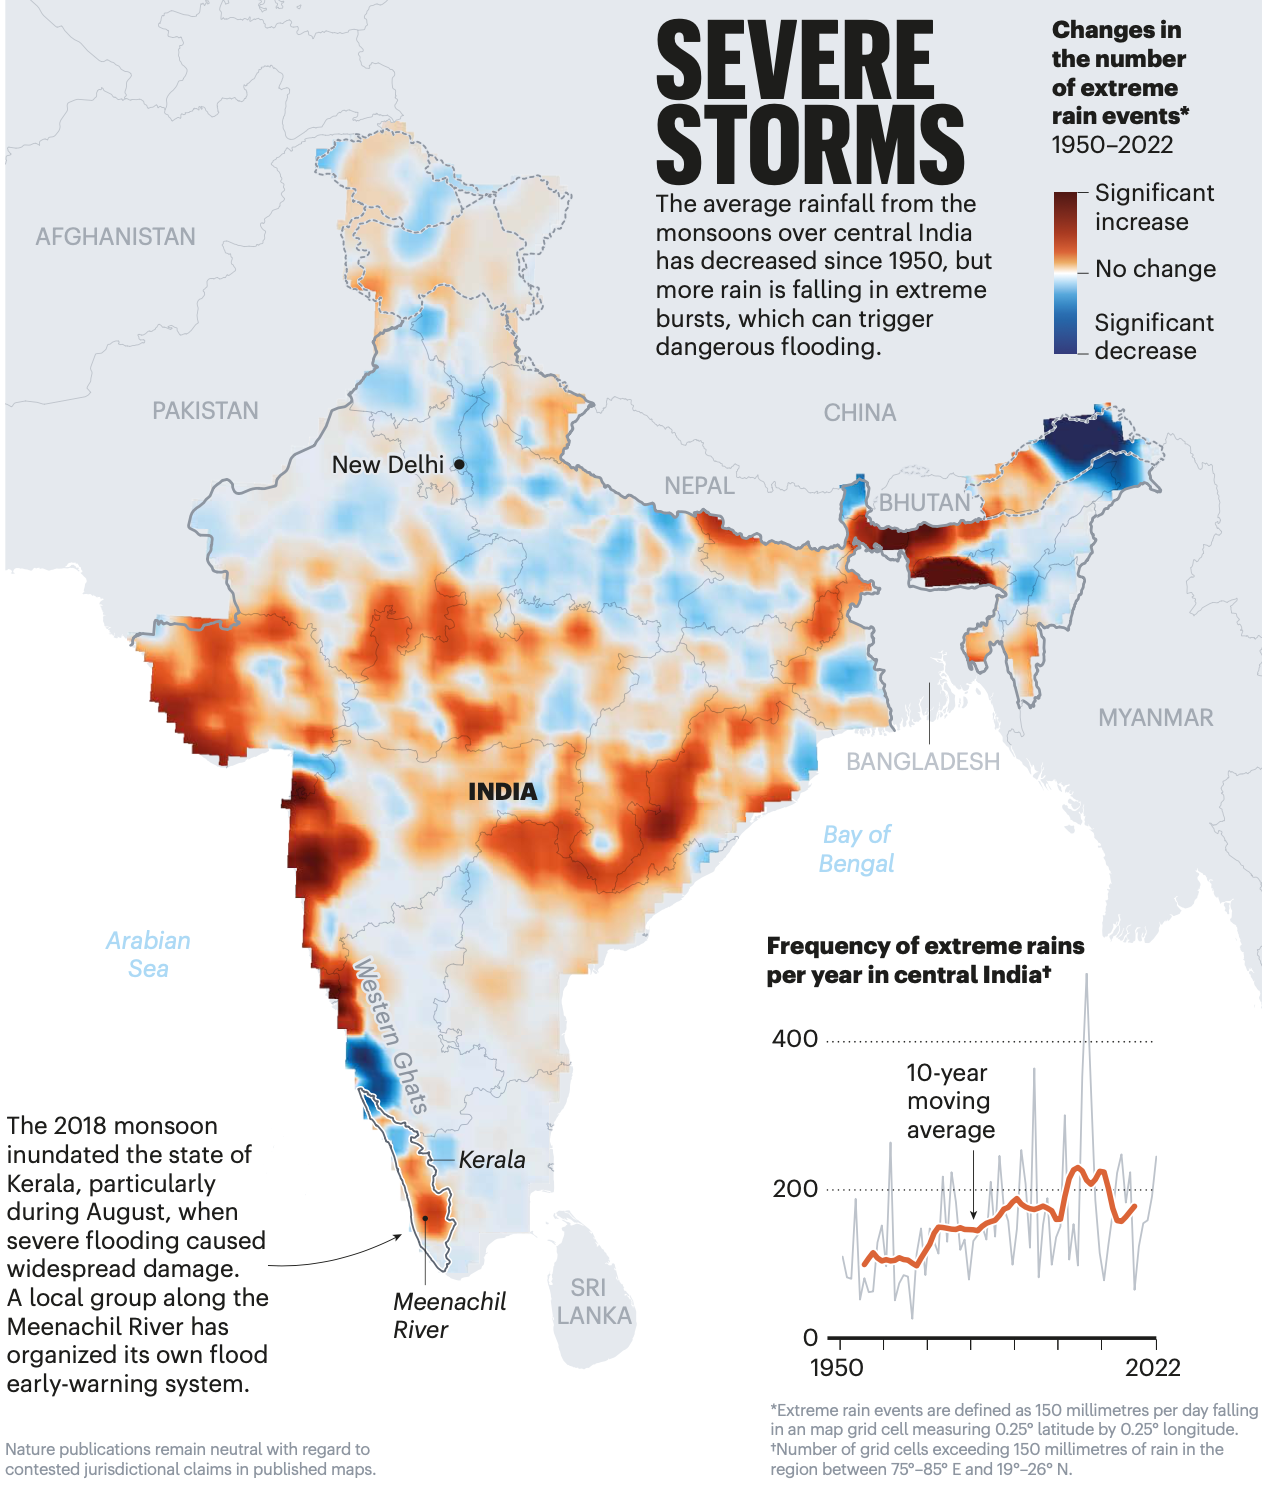 SEVERE
STORMS
The average rainfall from the
monsoons over central India
has decreased since 1950, but
more rain is falling in extreme
bursts, which can trigger
dangerous flooding.
Changes in
the number
of extreme
rain events*
1950–2022
Significant
increase
No change
Significant
decrease
AFGHANISTAN
PAKISTAN
CHINA
New Delhi
NEPAL
BHUTAN
MYANMAR
BANGLADESH
INDIA
Bay of
Bengal
Arabian
Sea
Western Ghats
Kerala
Meenachil
River
SRI
LANKA
The 2018 monsoon
inundated the state of
Kerala, particularly
during August, when
severe flooding caused
widespread damage.
A local group along the
Meenachil River has
organized its own flood
early-warning system.
Frequency of extreme rains
per year in central India†
400
10-year
moving
average
200
0
1950
2022
*Extreme rain events are defined as 150 millimetres per day falling
in an map grid cell measuring 0.25° latitude by 0.25° longitude.
†Number of grid cells exceeding 150 millimetres of rain in the
region between 75°–85° E and 19°–26° N.
Nature publications remain neutral with regard to
contested jurisdictional claims in published maps.